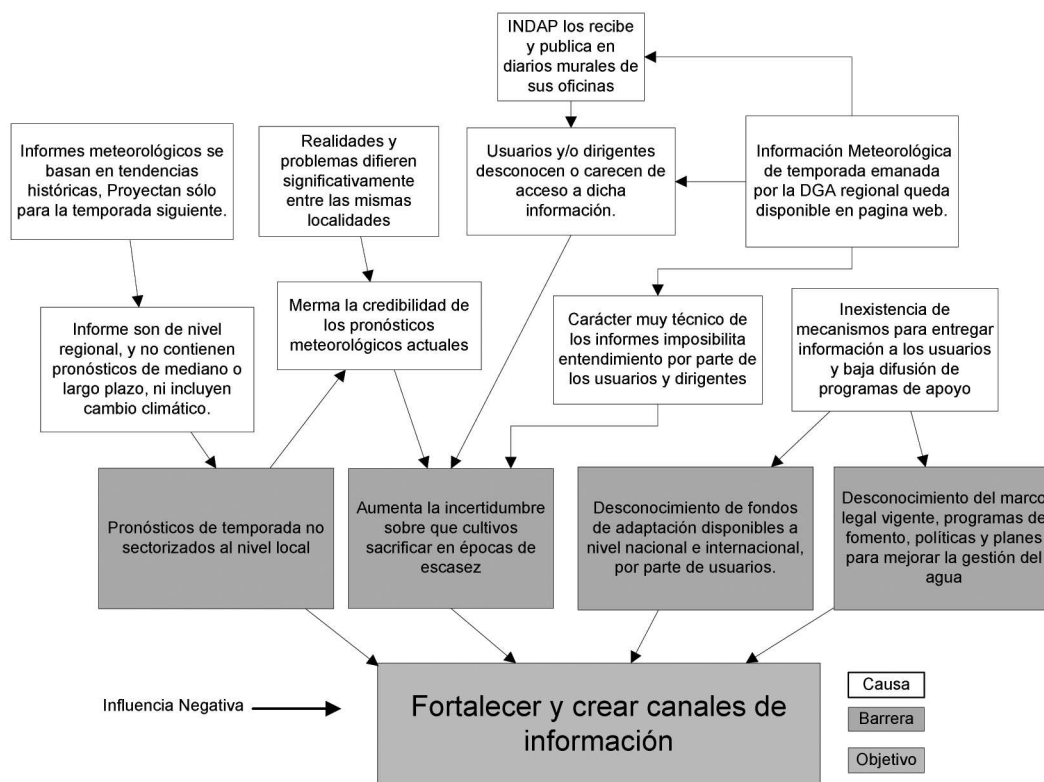 INDAP los recibe
y publica en
diarios murales de
sus oficinas
Informes meteorológicos se
basan en tendencias
históricas, Proyectan sólo
para la temporada siguiente.
Realidades y
problemas difieren
significativamente
entre las mismas
localidades
Usuarios y/o dirigentes
desconocen o carecen de
acceso a dicha
información.
Información Meteorológica
de temporada emanada
por la DGA regional queda
disponible en pagina web.
Informe son de nivel
regional, y no contienen
pronósticos de mediano o
largo plazo, ni incluyen
cambio climático.
Merma la credibilidad de
los pronósticos
meteorológicos actuales
Carácter muy técnico de
los informes imposibilita
entendimiento por parte de
los usuarios y dirigentes
Inexistencia de
mecanismos para entregar
información a los usuarios
y baja difusión de
programas de apoyo
Pronósticos de temporada no
sectorizados al nivel local
Aumenta la incertidumbre
sobre que cultivos
sacrificar en épocas de
escasez
Desconocimiento de fondos
de adaptación disponibles a
nivel nacional e internacional,
por parte de usuarios.
Desconocimiento del marco
legal vigente, programas de
fomento, políticas y planes
para mejorar la gestión del
agua
Influencia Negativa
Fortalecer y crear canales de
información
Causa
Barrera
Objetivo